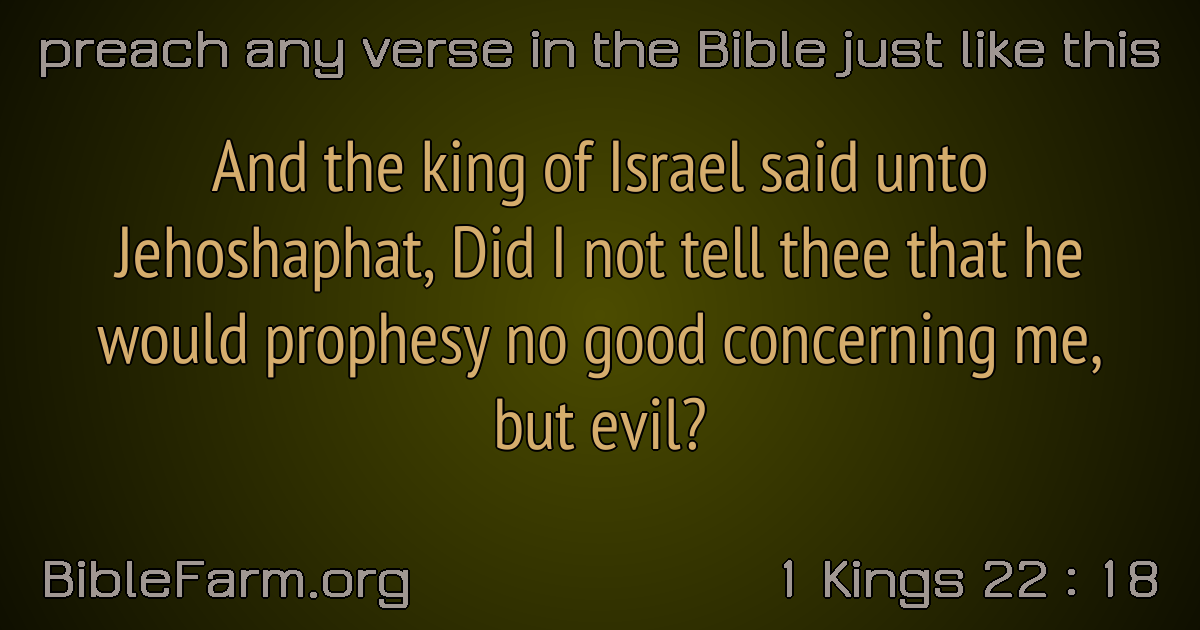 preach any verse in the Bible just like this
And the king of Israel said unto
Jehoshaphat, Did I not tell thee that he
would prophesy no good concerning me,
but evil?
BibleFarm.org
1 Kings 22 : 18